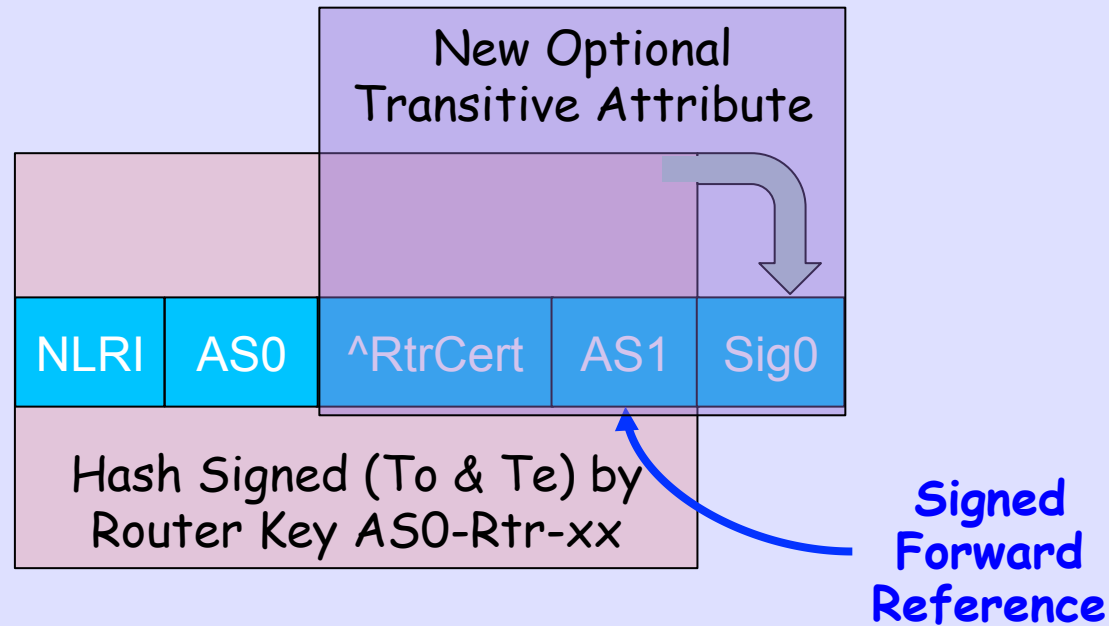 New Optional
Transitive Attribute
NLRI AS0 ^RtrCert AS1 Sig0
Hash Signed (To & Te) by
Router Key AS0-Rtr-xx
Signed
Forward
Reference